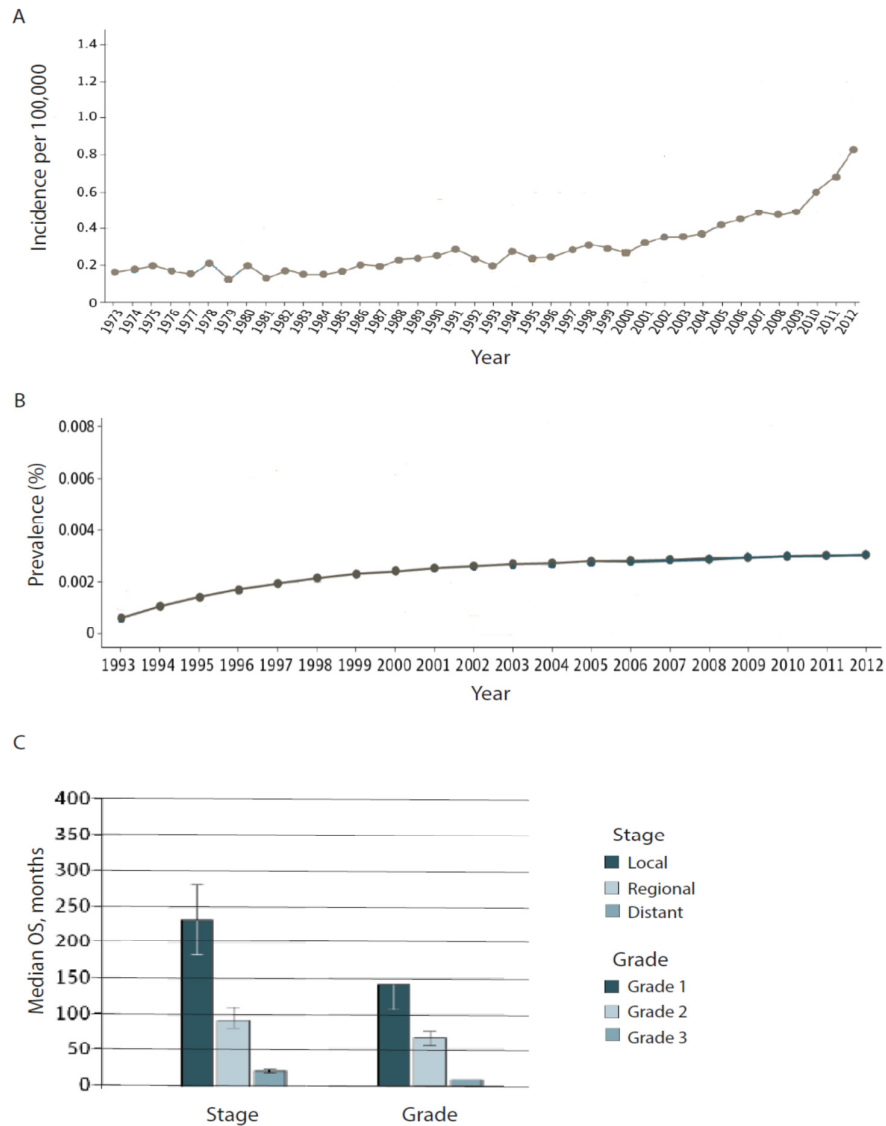 A
Incidence per 100,000
1.4
1.2
1.0
0.8
0.6
0.4
0.2
0
1973 1974 1975 1976 1977 1978 1979 1980 1981 1982 1983 1984 1985 1986 1987 1988 1989 1990 1991 1992 1993 1994 1995 1996 1997 1998 1999 2000 2001 2002 2003 2004 2005 2006 2007 2008 2009 2010 2011 2012
Year
B
Prevalence (%)
0.008
0.006
0.004
0.002
0
1993 1994 1995 1996 1997 1998 1999 2000 2001 2002 2003 2004 2005 2006 2007 2008 2009 2010 2011 2012
Year
C
Median OS, months
400
350
300
250
200
150
100
50
0
Stage
Grade
Stage
Local
Regional
Distant
Grade
Grade 1
Grade 2
Grade 3